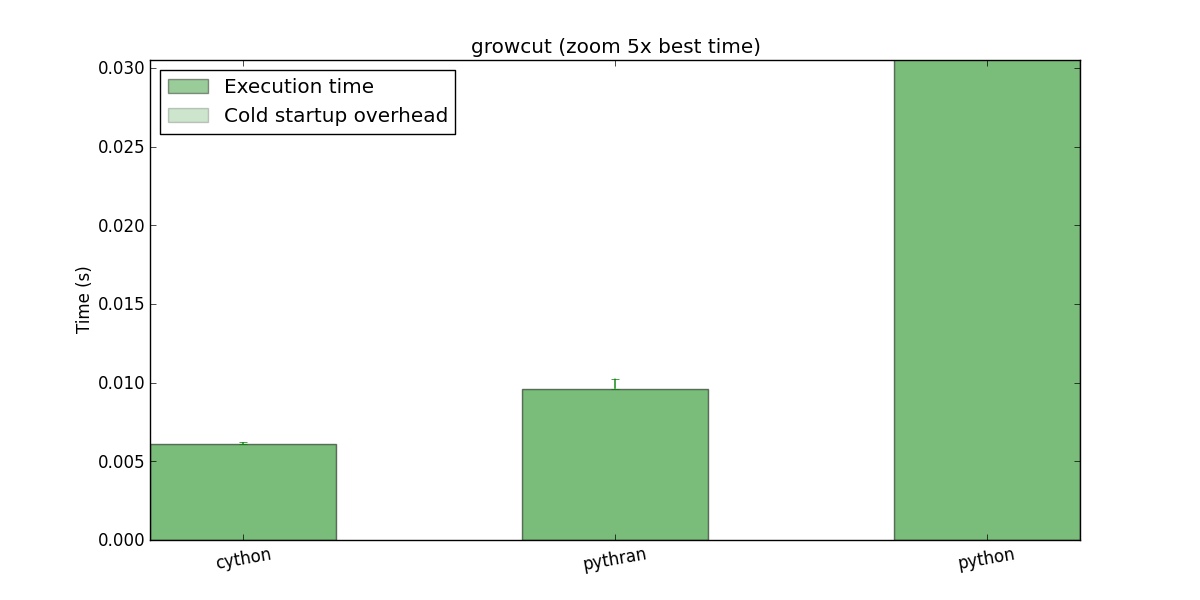 growcut (zoom 5x best time)
Execution time
Cold startup overhead
0.030
0.025
0.020
0.015
0.010
0.005
0.000
Time (s)
cython
pythran
python